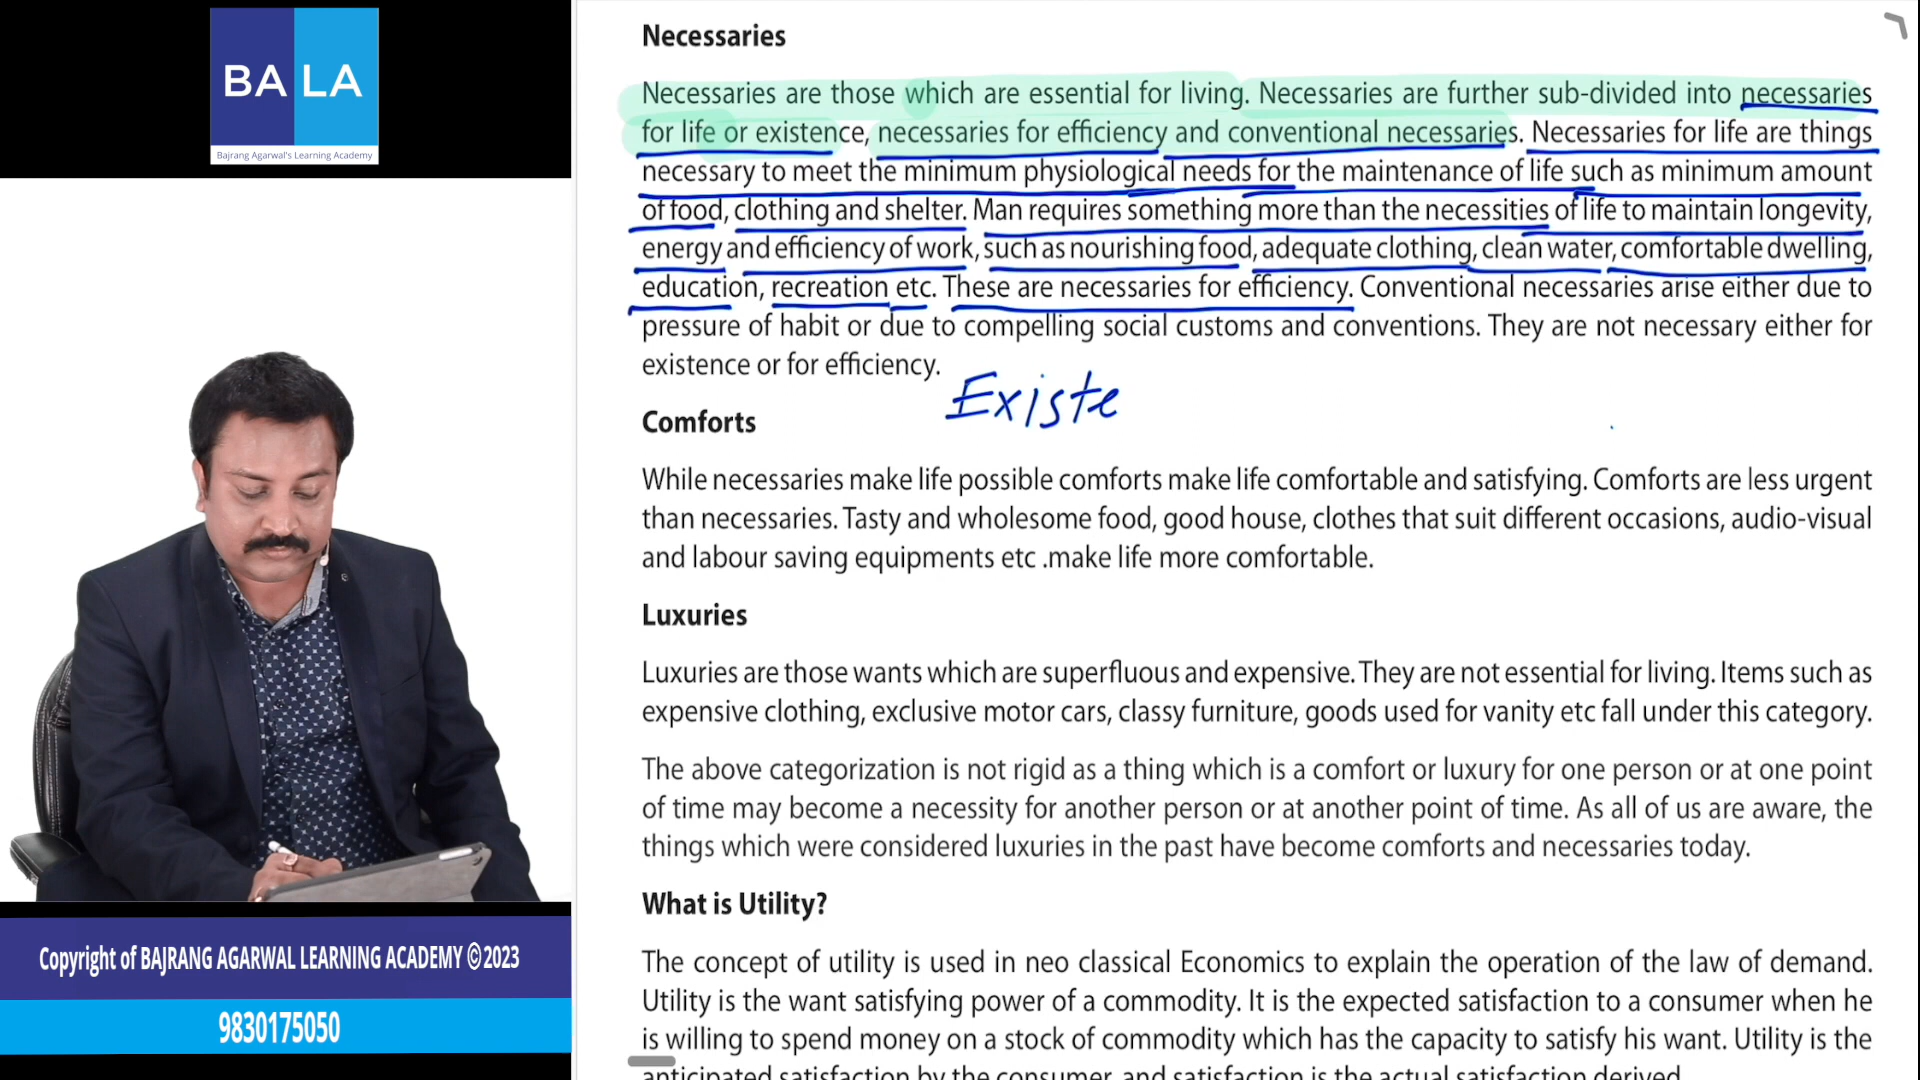 BA LA
Bajrang Agarwal's Learning Academy
Copyright of BAJRANG AGARWAL LEARNING ACADEMY ©2023
9830175050
Necessaries
Necessaries are those which are essential for living. Necessaries are further sub-divided into necessaries
for life or existence, necessaries for efficiency and conventional necessaries. Necessaries for life are things
necessary to meet the minimum physiological needs for the maintenance of life such as minimum amount
of food, clothing and shelter. Man requires something more than the necessities of life to maintain longevity,
energy and efficiency of work, such as nourishing food, adequate clothing, clean water, comfortable dwelling,
education, recreation etc. These are necessaries for efficiency. Conventional necessaries arise either due to
pressure of habit or due to compelling social customs and conventions. They are not necessary either for
existence or for efficiency.
Existe
Comforts
While necessaries make life possible comforts make life comfortable and satisfying. Comforts are less urgent
than necessaries. Tasty and wholesome food, good house, clothes that suit different occasions, audio-visual
and labour saving equipments etc .make life more comfortable.
Luxuries
Luxuries are those wants which are superfluous and expensive. They are not essential for living. Items such as
expensive clothing, exclusive motor cars, classy furniture, goods used for vanity etc fall under this category.
The above categorization is not rigid as a thing which is a comfort or luxury for one person or at one point
of time may become a necessity for another person or at another point of time. As all of us are aware, the
things which were considered luxuries in the past have become comforts and necessaries today.
What is Utility?
The concept of utility is used in neo classical Economics to explain the operation of the law of demand.
Utility is the want satisfying power of a commodity. It is the expected satisfaction to a consumer when he
is willing to spend money on a stock of commodity which has the capacity to satisfy his want. Utility is the
anticipated satisfaction by the consumer, and satisfaction is the actual satisfaction derived.